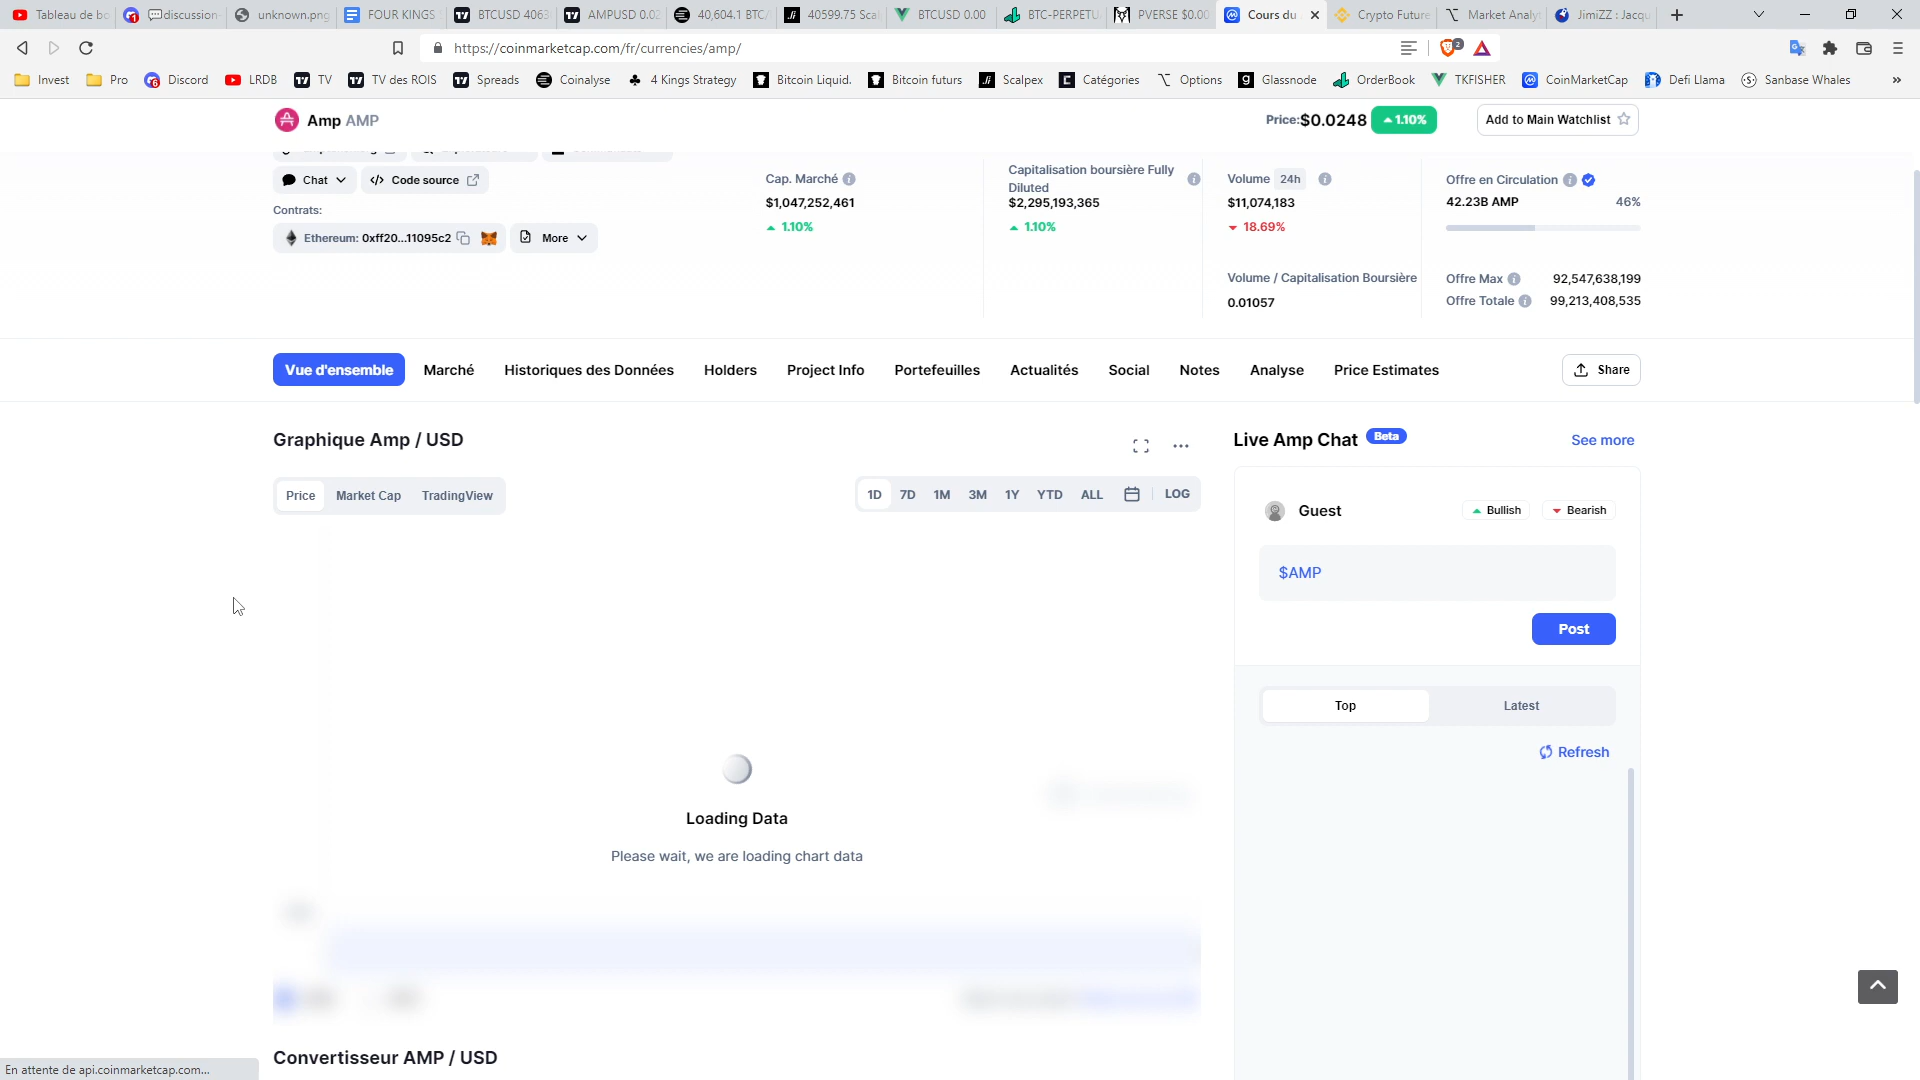 Tableau de bo
discussion
unknown.png
FOUR KINGS
BTCUSD 4063
AMPUSD 0.02
40,604.1 BTC/
40599.75 Sca
BTCUSD 0.00
BTC-PERPETU
PVERSE $0.00
Cours du
Crypto Future
Market Analy
JimiZZ : Jacqu
https://coinmarketcap.com/fr/currencies/amp/
2
Invest
Pro
Discord
LRDB
TV
TV des ROIS
Spreads
Coinalyse
4 Kings Strategy
Bitcoin Liquid.
Bitcoin futurs
Scalpex
Catégories
Options
Glassnode
OrderBook
TKFISHER
CoinMarketCap
Defi Llama
Sanbase Whales
»
Amp AMP
Price:$0.0248
1.10%
Add to Main Watchlist
Chat
Code source
Contrats:
Ethereum: 0xff20...11095c2
More
Cap. Marché
$1,047,252,461
1.10%
Capitalisation boursière Fully
Diluted
$2,295,193,365
1.10%
Volume 24h
$11,074,183
18.69%
Volume / Capitalisation Boursière
0.01057
Offre en Circulation
42.23B AMP 46%
Offre Max 92,547,638,199
Offre Totale 99,213,408,535
Vue d'ensemble
Marché
Historiques des Données
Holders
Project Info
Portefeuilles
Actualités
Social
Notes
Analyse
Price Estimates
Share
Graphique Amp / USD
Price
Market Cap
TradingView
1D
7D
1M
3M
1Y
YTD
ALL
LOG
Loading Data
Please wait, we are loading chart data
Live Amp Chat Beta
See more
Guest
Bullish
Bearish
$AMP
Post
Top
Latest
Refresh
Convertisseur AMP / USD
En attente de api.coinmarketcap.com...